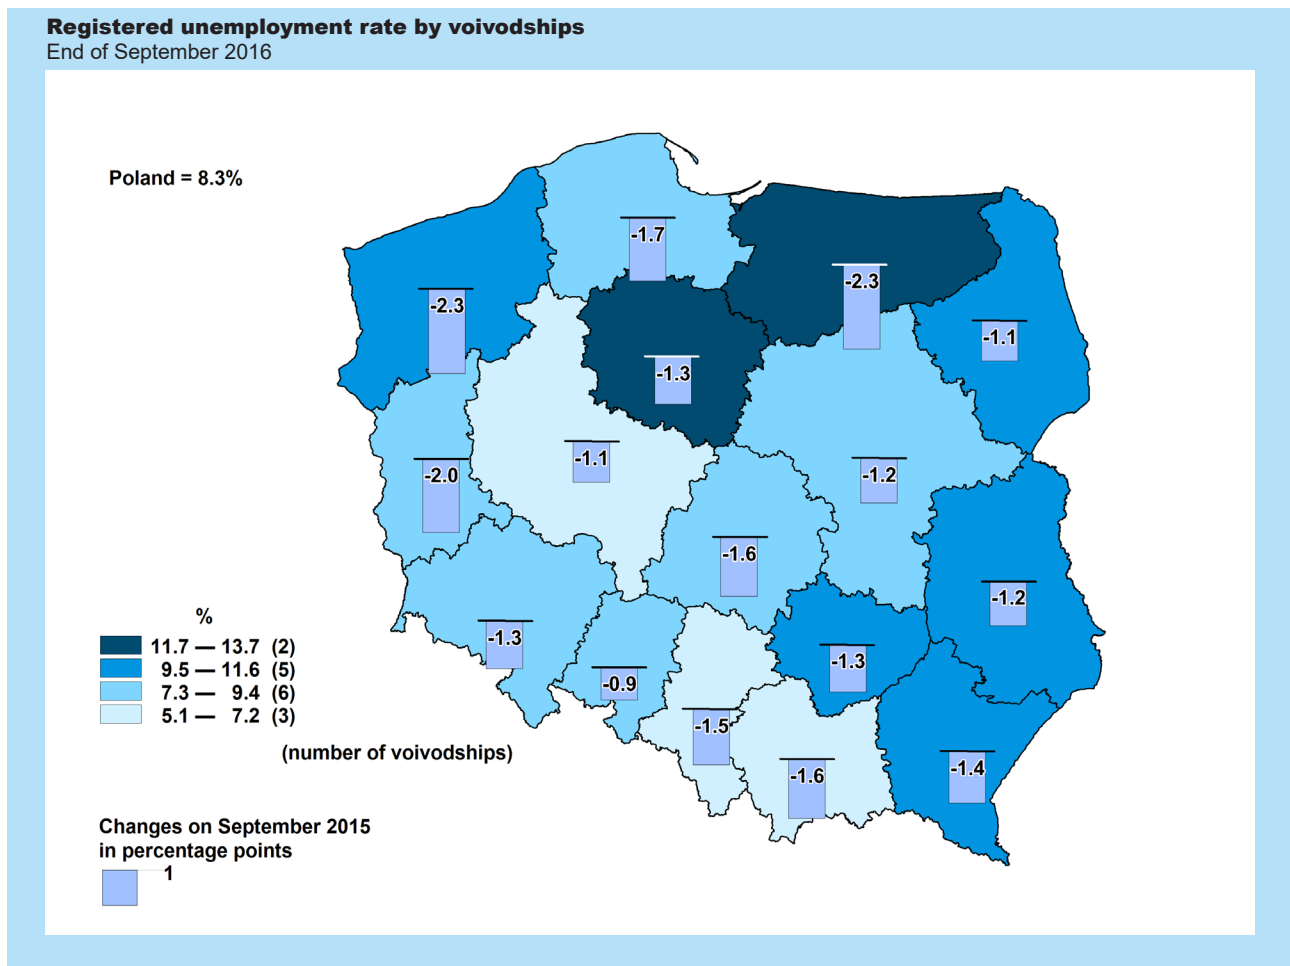 Registered unemployment rate by voivodships
End of September 2016
Poland = 8.3%
-1.7
-2.3
-2.3
-1.1
-1.3
-1.1
-2.0
-1.2
-1.6
-1.2
-1.3
-1.3
-0.9
-1.5
-1.6
-1.4
%
11.7 — 13.7 (2)
9.5 — 11.6 (5)
7.3 — 9.4 (6)
5.1 — 7.2 (3)
(number of voivodships)
Changes on September 2015
in percentage points
1